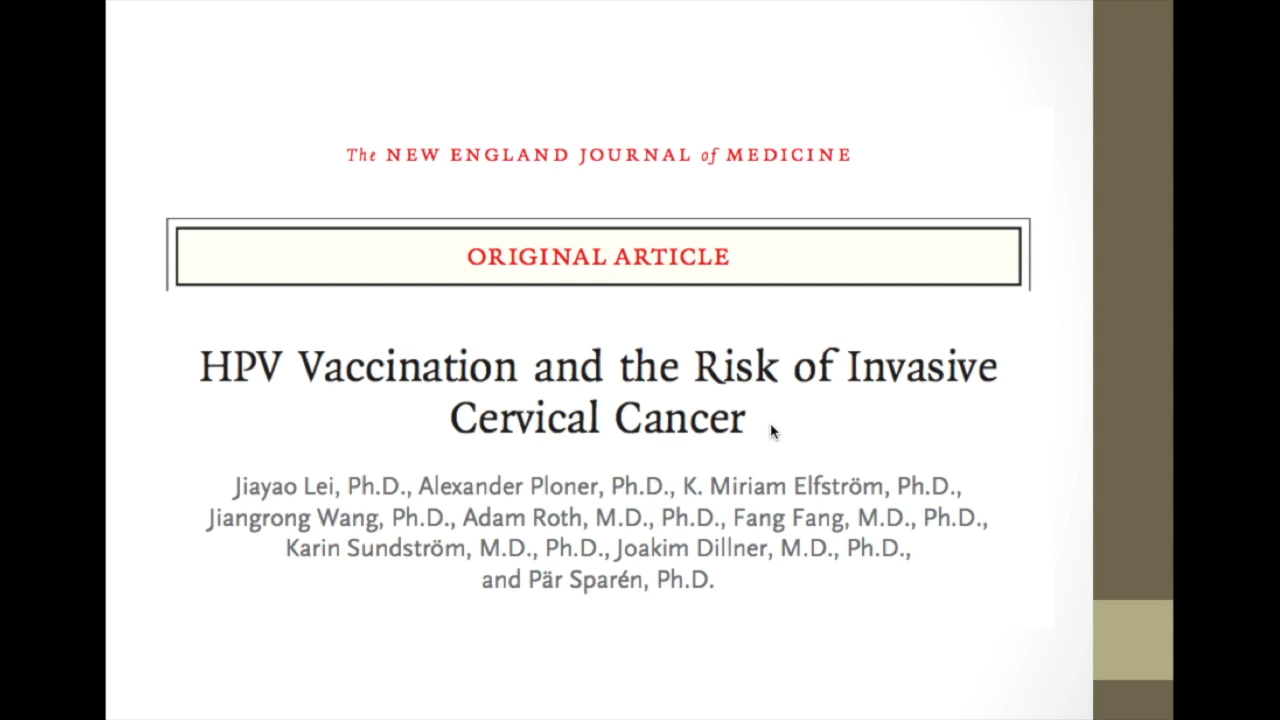 The NEW ENGLAND JOURNAL of MEDICINE
ORIGINAL ARTICLE
HPV Vaccination and the Risk of Invasive
Cervical Cancer
Jiayao Lei, Ph.D., Alexander Ploner, Ph.D., K. Miriam Elfström, Ph.D.,
Jiangrong Wang, Ph.D., Adam Roth, M.D., Ph.D., Fang Fang, M.D., Ph.D.,
Karin Sundström, M.D., Ph.D., Joakim Dillner, M.D., Ph.D.,
and Pär Sparén, Ph.D.